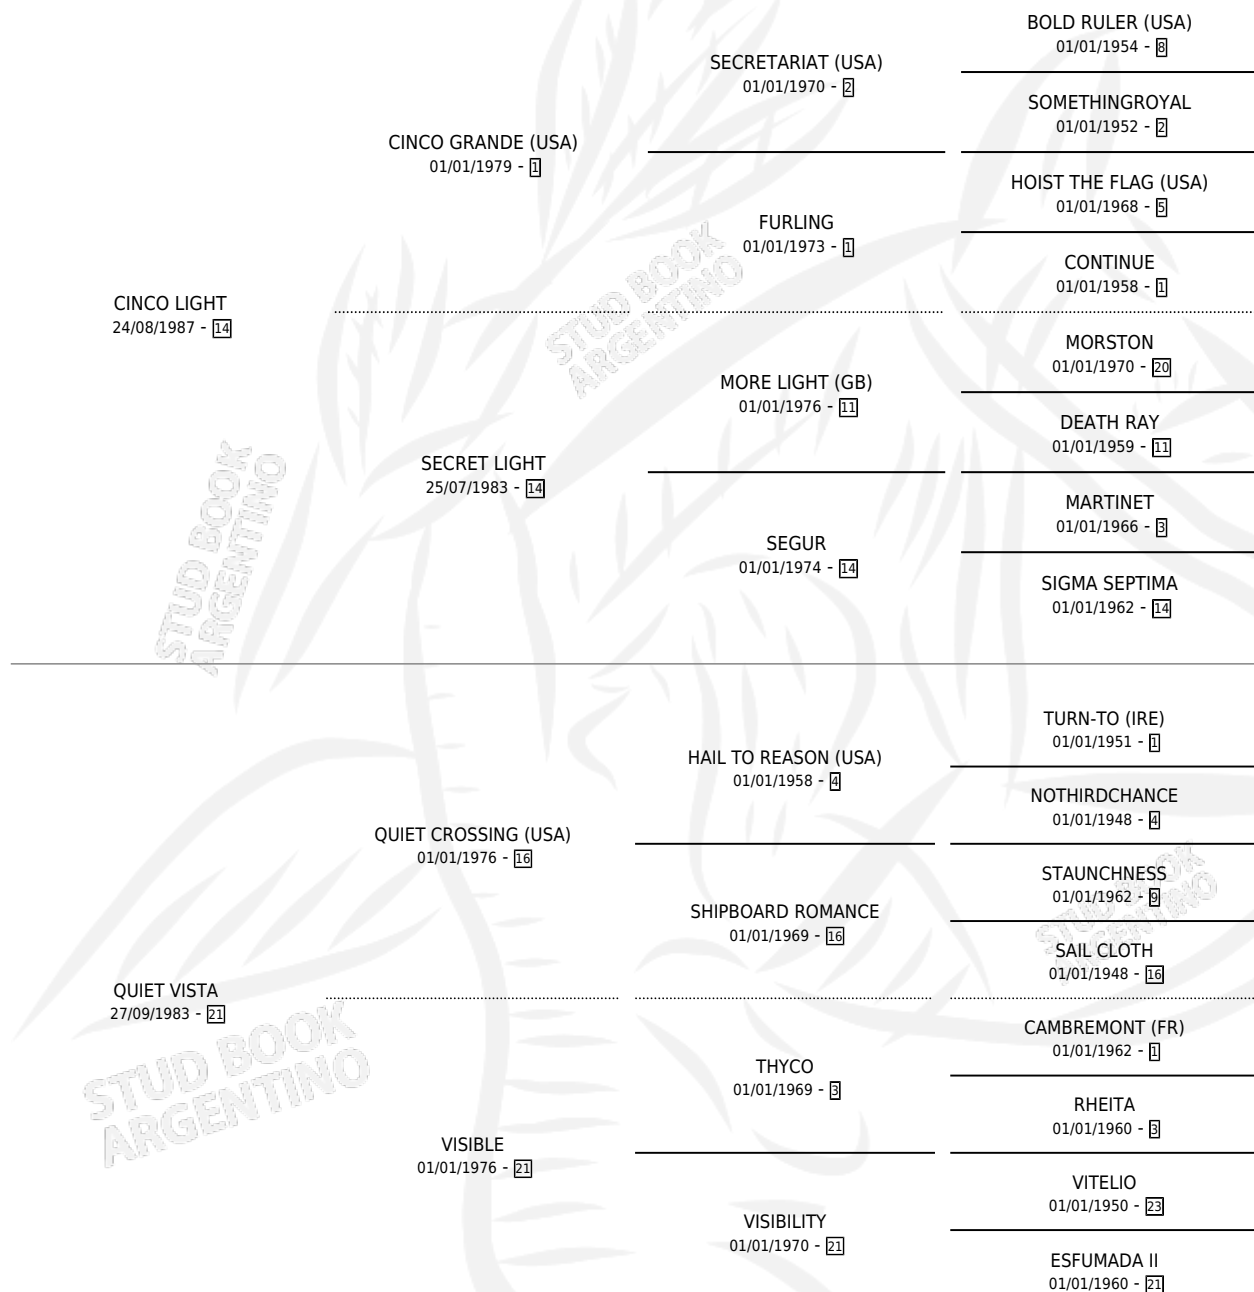 BOLD RULER (USA)
01/01/1954 - 8
SECRETARIAT (USA)
01/01/1970 - 2
SOMETHINGROYAL
01/01/1952 - 2
CINCO GRANDE (USA)
01/01/1979 - 1
HOIST THE FLAG (USA)
01/01/1968 - 5
FURLING
01/01/1973 - 1
CONTINUE
01/01/1958 - 1
CINCO LIGHT
24/08/1987 - 14
STUD BOOK
ARGENTINO
MORSTON
01/01/1970 - 20
MORE LIGHT (GB)
01/01/1976 - 11
DEATH RAY
01/01/1959 - 11
SECRET LIGHT
25/07/1983 - 14
MARTINET
01/01/1966 - 3
SEGUR
01/01/1974 - 14
SIGMA SEPTIMA
01/01/1962 - 14
STUD BOOK
ARGENTINO
TURN-TO (IRE)
01/01/1951 - 1
HAIL TO REASON (USA)
01/01/1958 - 4
NOTHIRDCHANCE
01/01/1948 - 4
QUIET CROSSING (USA)
01/01/1976 - 16
STAUNCHNESS
01/01/1962 - 9
SHIPBOARD ROMANCE
01/01/1969 - 16
STUD BOOK
ARGENTINO
SAIL CLOTH
01/01/1948 - 16
QUIET VISTA
27/09/1983 - 21
CAMBREMONT (FR)
01/01/1962 - 1
THYCO
01/01/1969 - 3
RHEITA
01/01/1960 - 3
STUD BOOK
ARGENTINO
VISIBLE
01/01/1976 - 21
VITELIO
01/01/1950 - 23
VISIBILITY
01/01/1970 - 21
ESFUMADA II
01/01/1960 - 21